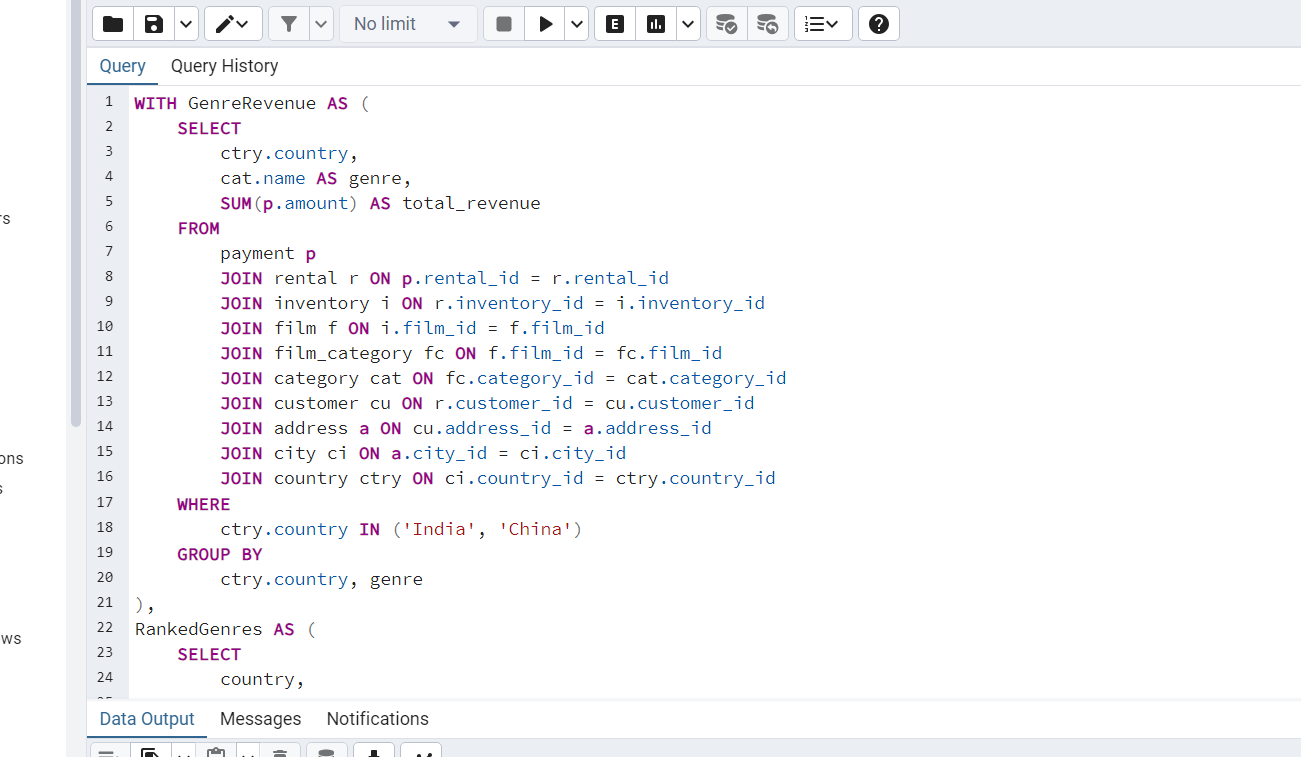 No limit
E
Query Query History
1 WITH GenreRevenue AS (
2 SELECT
3 ctry.country,
4 cat.name AS genre,
5 SUM(p.amount) AS total_revenue
6 FROM
7 payment p
8 JOIN rental r ON p.rental_id = r.rental_id
9 JOIN inventory i ON r.inventory_id = i.inventory_id
10 JOIN film f ON i.film_id = f.film_id
11 JOIN film_category fc ON f.film_id = fc.film_id
12 JOIN category cat ON fc.category_id = cat.category_id
13 JOIN customer cu ON r.customer_id = cu.customer_id
14 JOIN address a ON cu.address_id = a.address_id
15 JOIN city ci ON a.city_id = ci.city_id
16 JOIN country ctry ON ci.country_id = ctry.country_id
17 WHERE
18 ctry.country IN ('India', 'China')
19 GROUP BY
20 ctry.country, genre
21 ),
22 RankedGenres AS (
23 SELECT
24 country,
Data Output Messages Notifications